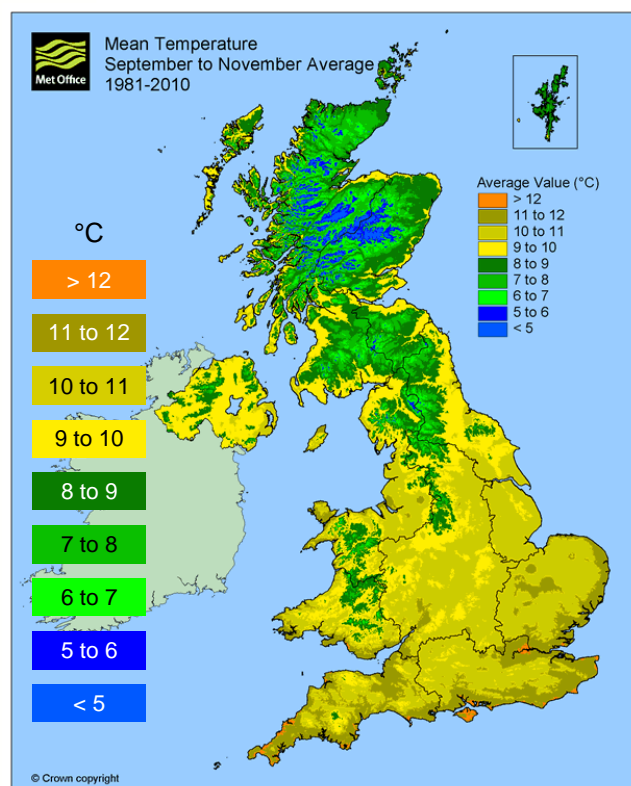 Met Office
Mean Temperature
September to November Average
1981-2010
Average Value (°C)
> 12
11 to 12
10 to 11
9 to 10
8 to 9
7 to 8
6 to 7
5 to 6
< 5
°C
> 12
11 to 12
10 to 11
9 to 10
8 to 9
7 to 8
6 to 7
5 to 6
< 5
© Crown copyright